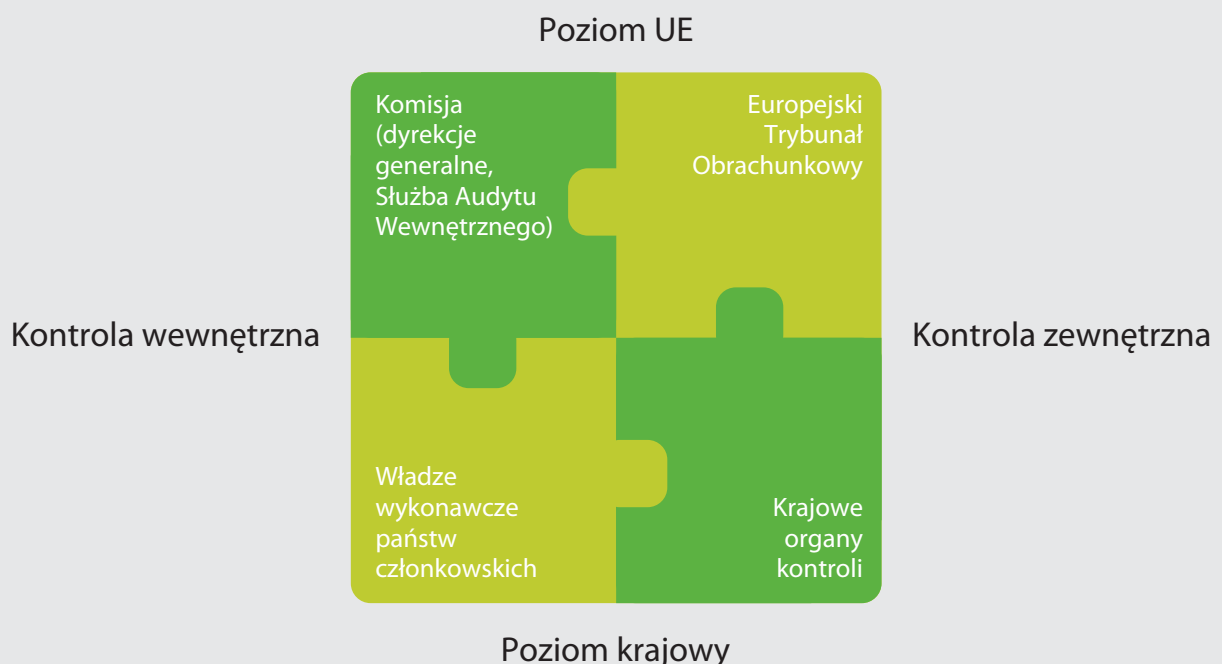 Poziom UE
Komisja
(dyrekcje
generalne,
Służba Audytu
Wewnętrznego)
Europejski
Trybunał
Obrachunkowy
Kontrola wewnętrzna
Kontrola zewnętrzna
Władze
wykonawcze
państw
członkowskich
Krajowe
organy
kontroli
Poziom krajowy